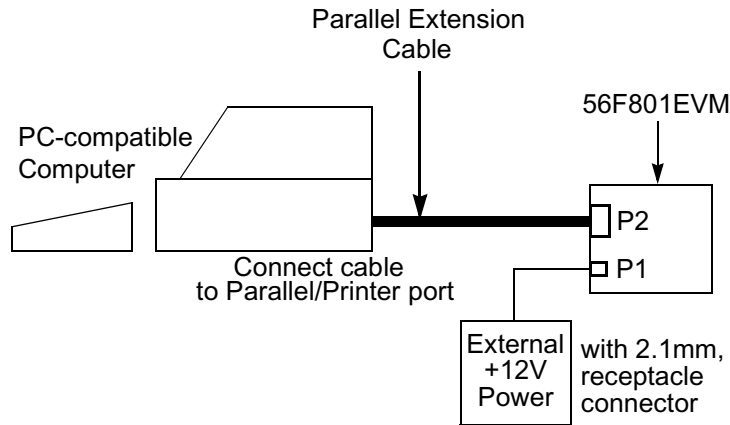 Parallel Extension
Cable
56F801EVM
PC-compatible
Computer
P2
P1
Connect cable
to Parallel/Printer port
External
+12V
Power
with 2.1mm,
receptacle
connector